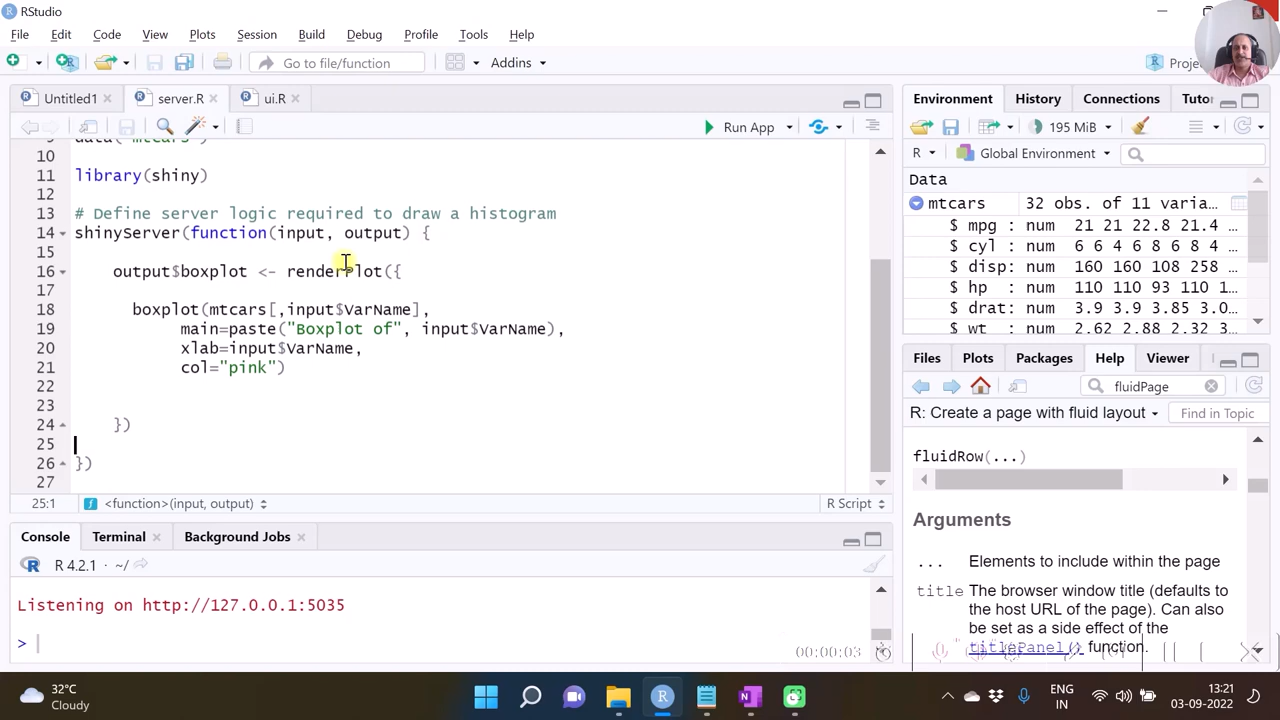 RStudio
File Edit Code View Plots Session Build Debug Profile Tools Help
Go to file/function Addins
Untitled1 server.R ui.R
Run App
10
11 library(shiny)
12
13 # Define server logic required to draw a histogram
14 shinyServer(function(input, output) {
15
16 output$boxplot <- renderPlot({
17
18 boxplot(mtcars[,input$VarName],
19 main=paste("Boxplot of", input$VarName),
20 xlab=input$VarName,
21 col="pink")
22
23
24 })
25
26 })
27
25:1 <function>(input, output) R Script
Console Terminal Background Jobs
R 4.2.1 · ~/
Listening on http://127.0.0.1:5035
>
00:00:03
Environment History Connections Tuto
195 MiB
R Global Environment
Data
mtcars 32 obs. of 11 varia…
$ mpg : num 21 21 22.8 21.4 …
$ cyl : num 6 6 4 6 8 6 8 4 …
$ disp: num 160 160 108 258 …
$ hp : num 110 110 93 110 1…
$ drat: num 3.9 3.9 3.85 3.0…
$ wt : num 2.62 2.88 2.32 3…
Files Plots Packages Help Viewer
fluidPage
R: Create a page with fluid layout Find in Topic
fluidRow(...)
Arguments
... Elements to include within the page
title The browser window title (defaults to
the host URL of the page). Can also
be set as a side effect of the
titlePanel() function.
32°C
Cloudy
ENG
IN
13:21
03-09-2022